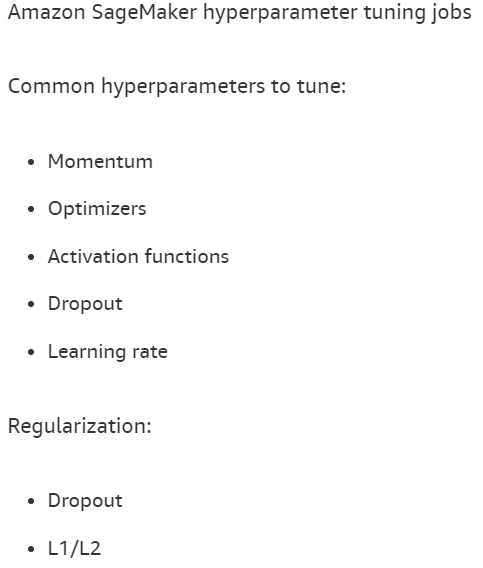 Amazon SageMaker hyperparameter tuning jobs
Common hyperparameters to tune:
• Momentum
• Optimizers
• Activation functions
• Dropout
• Learning rate
Regularization:
• Dropout
• L1/L2